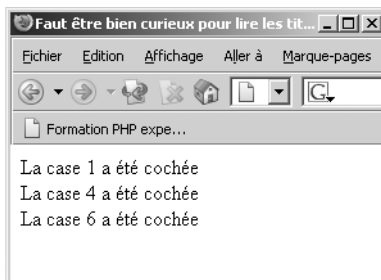 Faut être bien curieux pour lire les tit...
Fichier Edition Affichage Aller à Marque-pages
G
Formation PHP expe...
La case 1 a été cochée
La case 4 a été cochée
La case 6 a été cochée